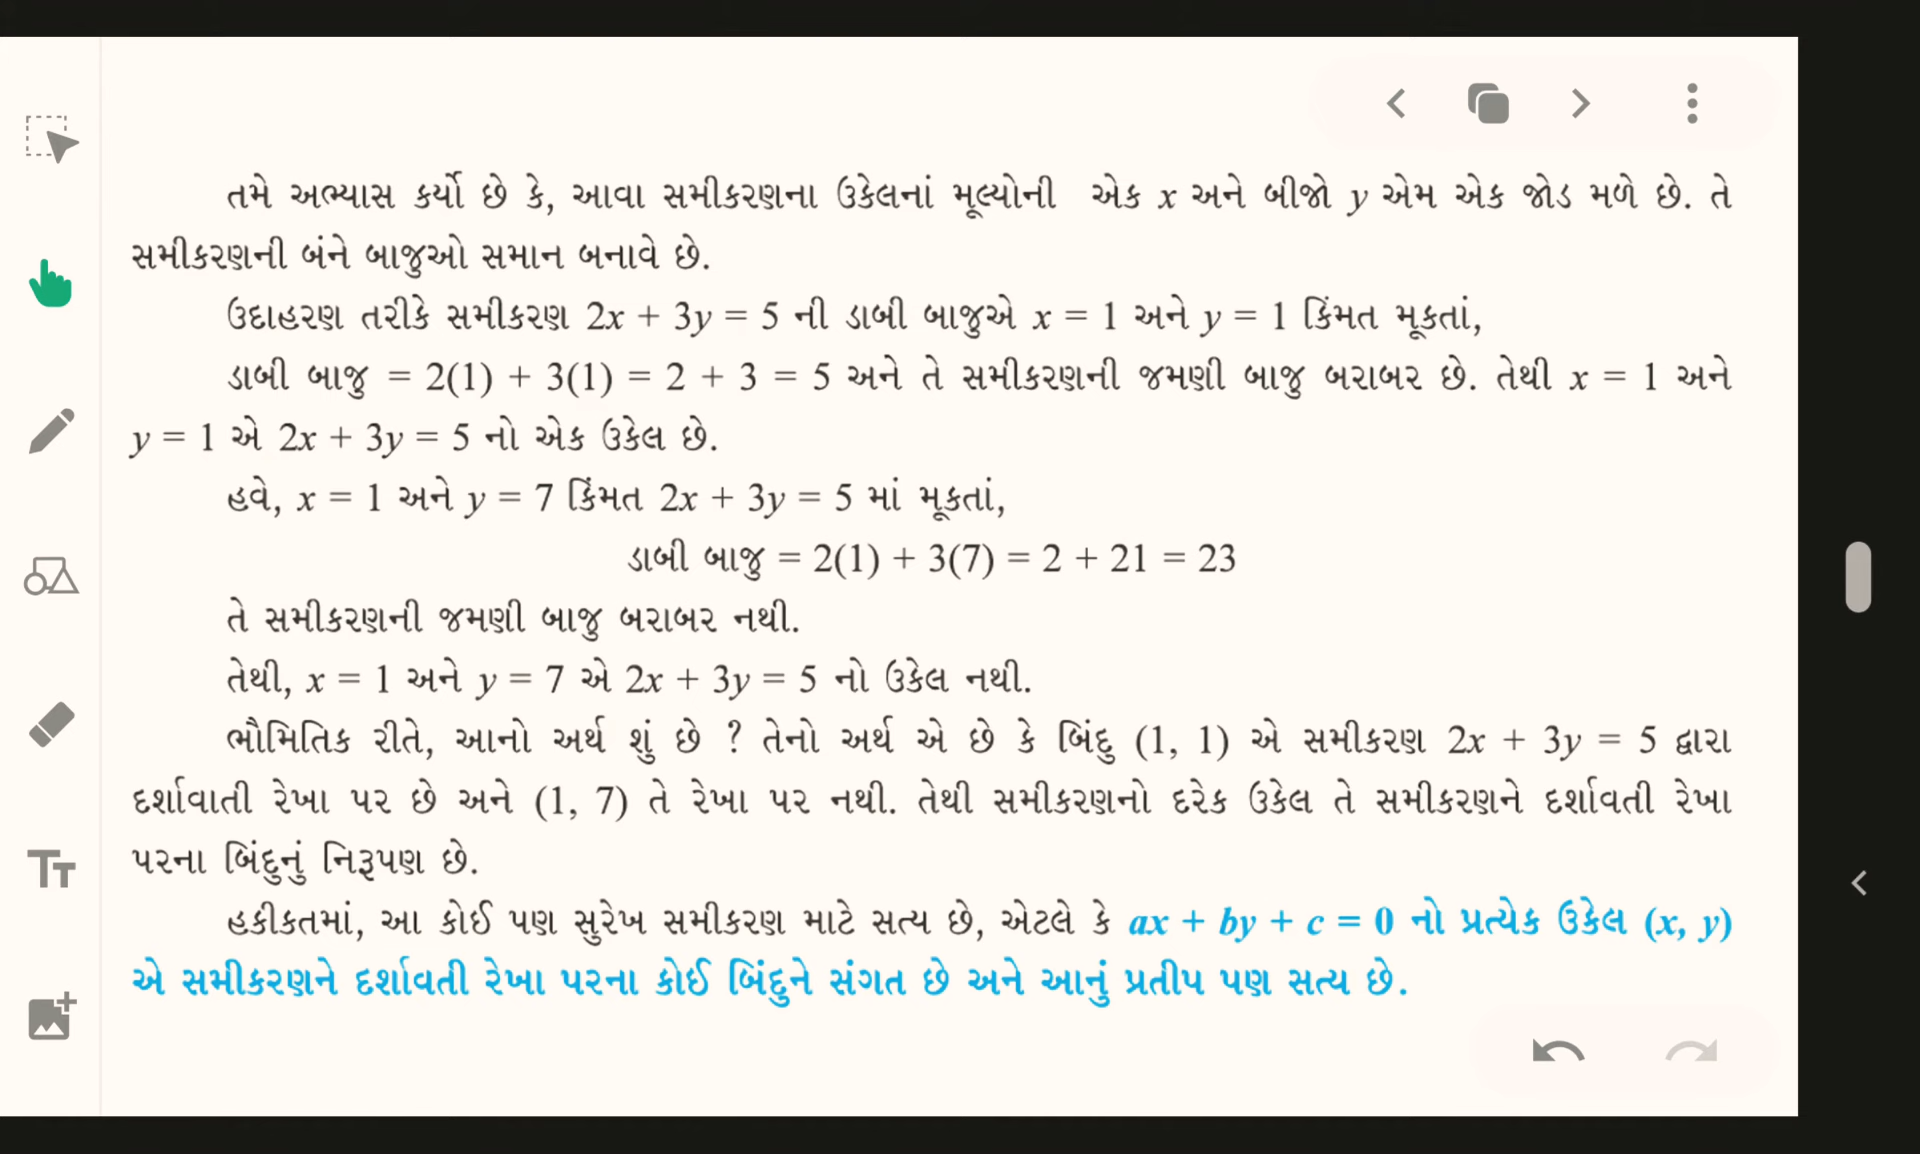 તમે અભ્યાસ કર્યો છે કે, આવા સમીકરણના ઉકેલનાં મૂલ્યોની એક x અને બીજો y એમ એક જોડ મળે છે. તે
સમીકરણની બંને બાજુઓ સમાન બનાવે છે.
ઉદાહરણ તરીકે સમીકરણ 2x + 3y = 5 ની ડાબી બાજુએ x = 1 અને y = 1 કિંમત મૂકતાં,
ડાબી બાજુ = 2(1) + 3(1) = 2 + 3 = 5 અને તે સમીકરણની જમણી બાજુ બરાબર છે. તેથી x = 1 અને
y = 1 એ 2x + 3y = 5 નો એક ઉકેલ છે.
હવે, x = 1 અને y = 7 કિંમત 2x + 3y = 5 માં મૂકતાં,
ડાબી બાજુ = 2(1) + 3(7) = 2 + 21 = 23
તે સમીકરણની જમણી બાજુ બરાબર નથી.
તેથી, x = 1 અને y = 7 એ 2x + 3y = 5 નો ઉકેલ નથી.
ભૌમિતિક રીતે, આનો અર્થ શું છે ? તેનો અર્થ એ છે કે બિંદુ (1, 1) એ સમીકરણ 2x + 3y = 5 દ્વારા
દર્શાવાતી રેખા પર છે અને (1, 7) તે રેખા પર નથી. તેથી સમીકરણનો દરેક ઉકેલ તે સમીકરણને દર્શાવતી રેખા
પરના બિંદુનું નિરૂપણ છે.
હકીકતમાં, આ કોઈ પણ સુરેખ સમીકરણ માટે સત્ય છે, એટલે કે ax + by + c = 0 નો પ્રત્યેક ઉકેલ (x, y)
એ સમીકરણને દર્શાવતી રેખા પરના કોઈ બિંદુને સંગત છે અને આનું પ્રતીપ પણ સત્ય છે.